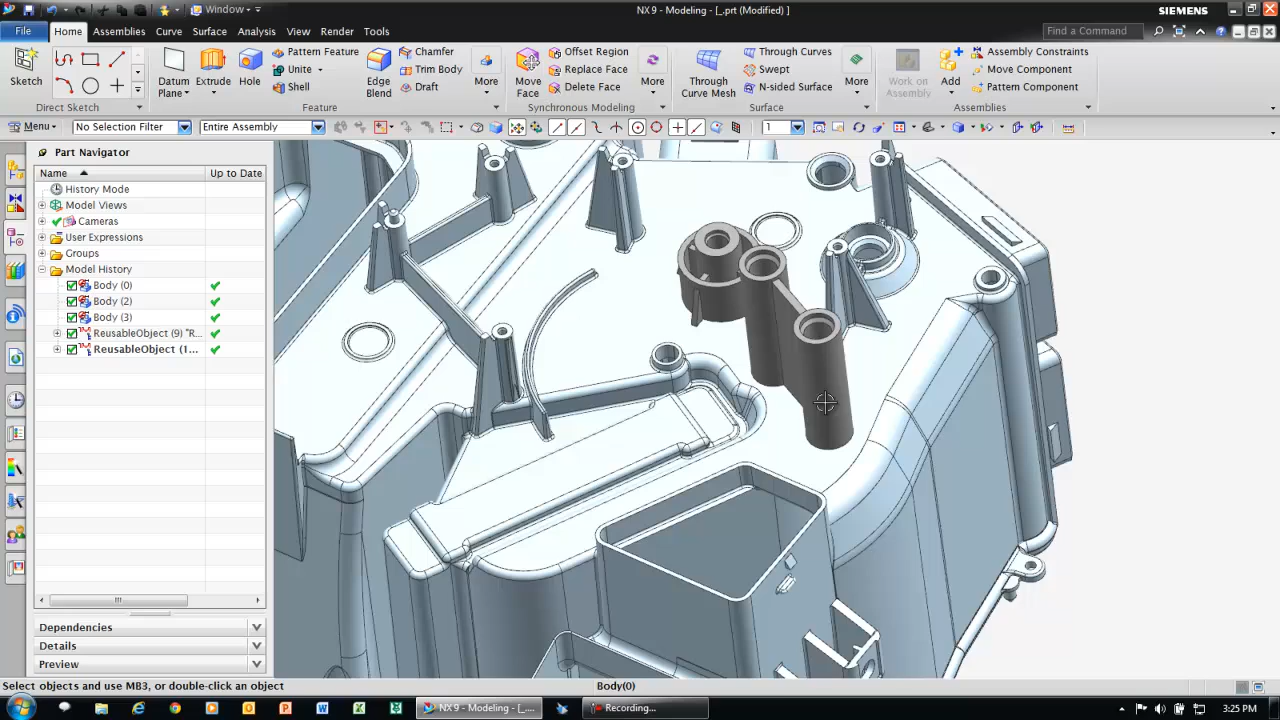 Window
NX 9 - Modeling - [_.prt (Modified) ]
SIEMENS
File
Home
Assemblies
Curve
Surface
Analysis
View
Render
Tools
Find a Command
Sketch
Direct Sketch
Datum Plane
Extrude
Hole
Pattern Feature
Unite
Shell
Edge Blend
Chamfer
Trim Body
Draft
More
Feature
Move Face
Offset Region
Replace Face
Delete Face
More
Synchronous Modeling
Through Curve Mesh
Through Curves
Swept
N-sided Surface
More
Surface
Work on Assembly
Add
Assembly Constraints
Move Component
Pattern Component
Assemblies
Menu
No Selection Filter
Entire Assembly
1
Part Navigator
Name
Up to Date
History Mode
Model Views
Cameras
User Expressions
Groups
Model History
Body (0)
Body (2)
Body (3)
ReusableObject (9) "R...
ReusableObject (1...
Dependencies
Details
Preview
Select objects and use MB3, or double-click an object
Body(0)
NX 9 - Modeling - [_....
Recording...
3:25 PM